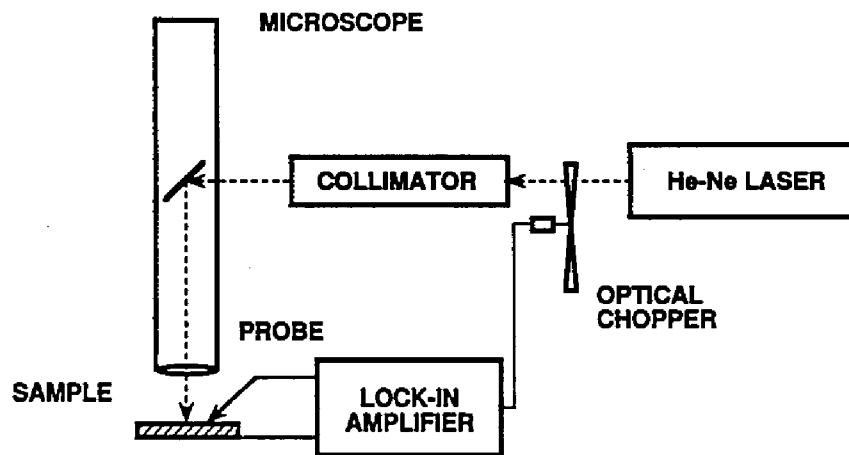 MICROSCOPE
COLLIMATOR
He-Ne LASER
OPTICAL
CHOPPER
PROBE
SAMPLE
LOCK-IN
AMPLIFIER